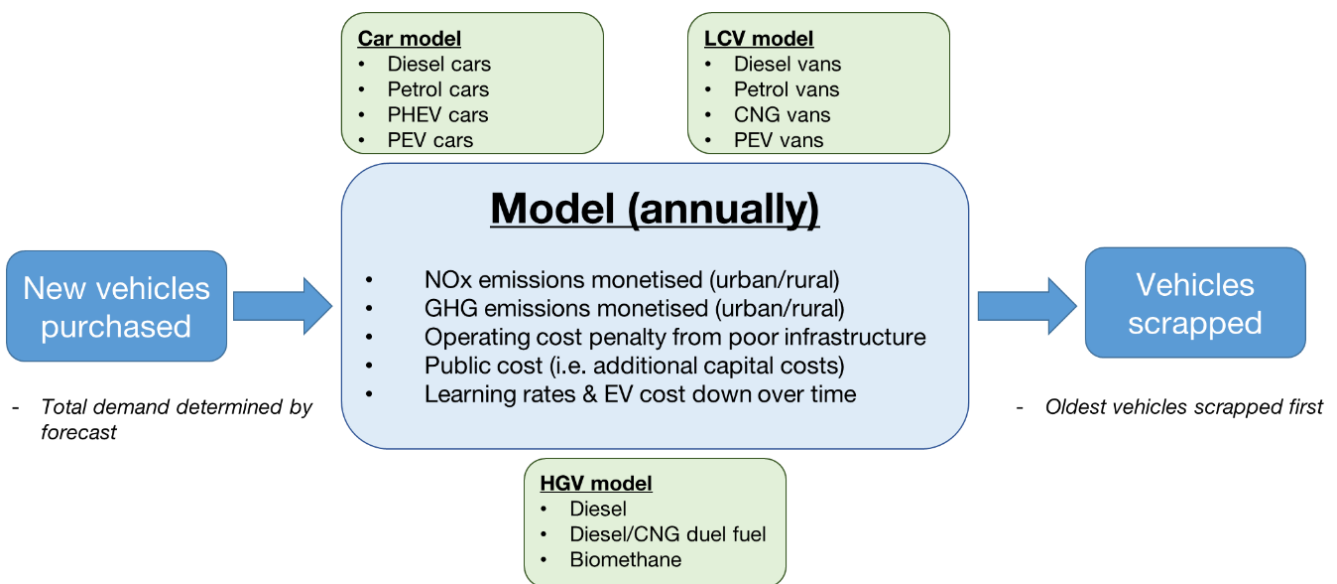 Car model
• Diesel cars
• Petrol cars
• PHEV cars
• PEV cars
LCV model
• Diesel vans
• Petrol vans
• CNG vans
• PEV vans
New vehicles
purchased
- Total demand determined by
forecast
Model (annually)
• NOx emissions monetised (urban/rural)
• GHG emissions monetised (urban/rural)
• Operating cost penalty from poor infrastructure
• Public cost (i.e. additional capital costs)
• Learning rates & EV cost down over time
Vehicles
scrapped
- Oldest vehicles scrapped first
HGV model
• Diesel
• Diesel/CNG duel fuel
• Biomethane